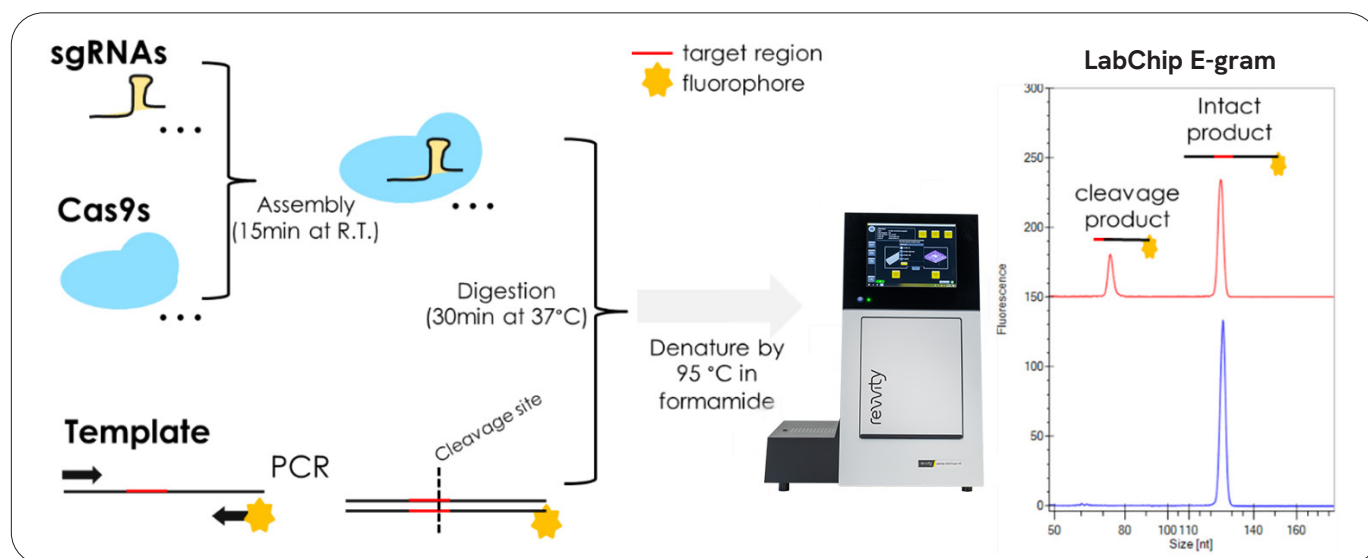 sgRNAs
...
Cas9s
...
Assembly
(15min at R.T.)
...
Template
PCR
Cleavage site
Digestion
(30min at 37°C)
target region
fluorophore
Denature by
95 °C in
formamide
revvity
LabChip E-gram
Intact
product
cleavage
product
Fluorescence
300
250
200
150
100
50
0
50
80
100
110
140
160
Size [nt]